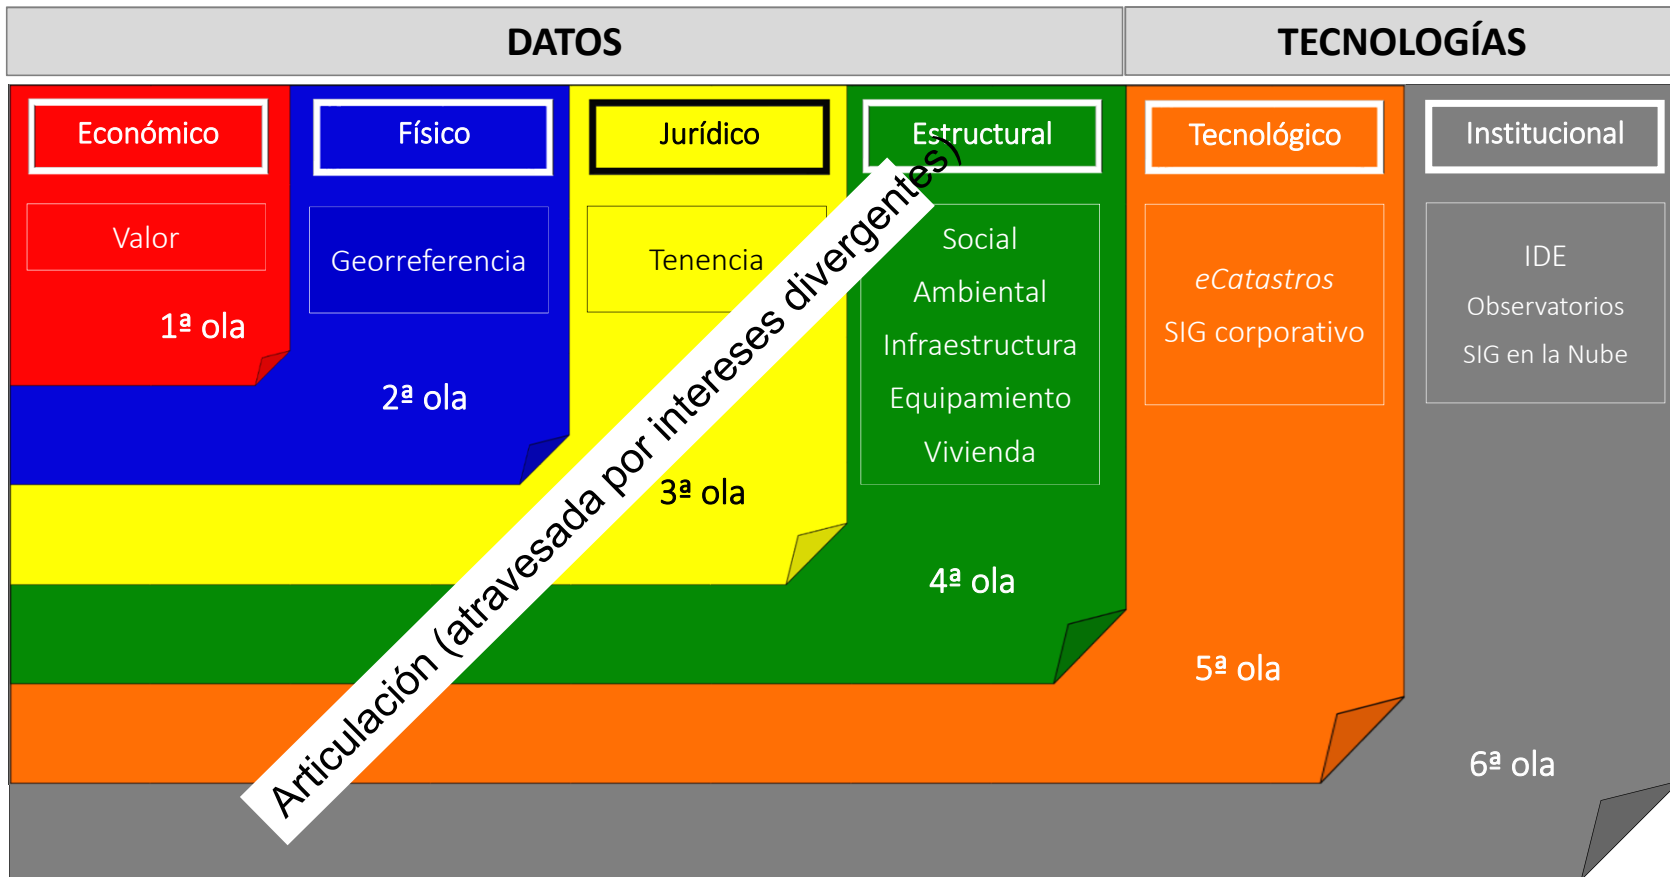 DATOS
TECNOLOGÍAS
Económico
Físico
Jurídico
Estructural
Tecnológico
Institucional
Valor
Georreferencia
Tenencia
Social
Ambiental
Infraestructura
Equipamiento
Vivienda
eCatastros
SIG corporativo
IDE
Observatorios
SIG en la Nube
1ª ola
2ª ola
3ª ola
4ª ola
5ª ola
6ª ola
Articulación (atravesada por intereses divergentes)